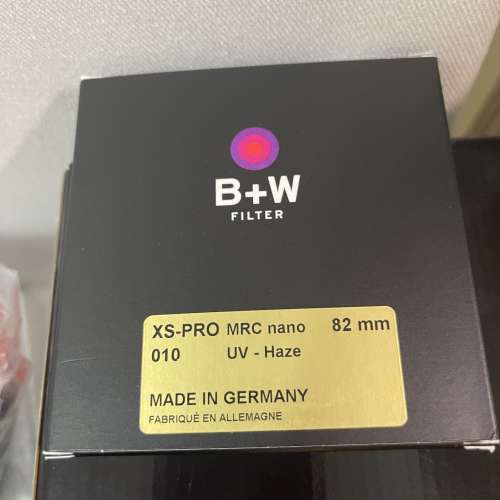 B+W
FILTER
XS-PRO MRC nano 82 mm
010 UV - Haze
MADE IN GERMANY
FABRIQUÉ EN ALLEMAGNE